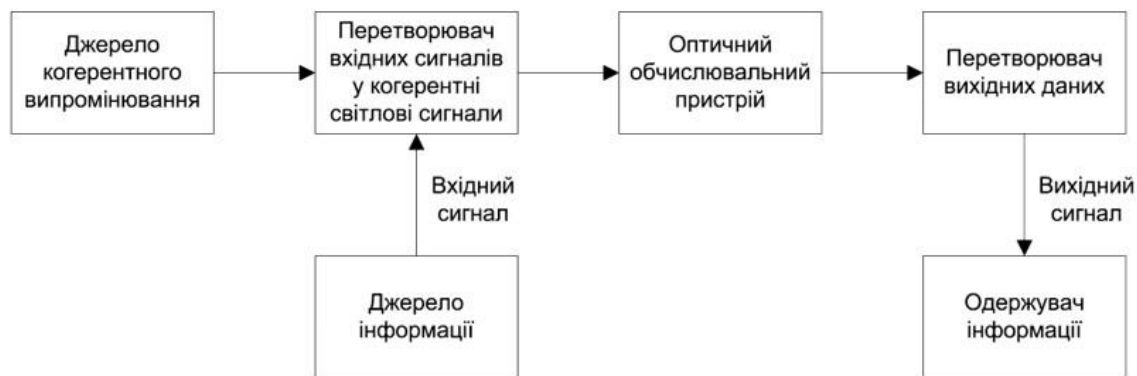 Джерело
когерентного
випромінювання
Перетворювач
вхідних сигналів
у когерентні
світлові сигнали
Оптичний
обчислювальний
пристрій
Перетворювач
вихідних даних
Вхідний
сигнал
Вихідний
сигнал
Джерело
інформації
Одержувач
інформації